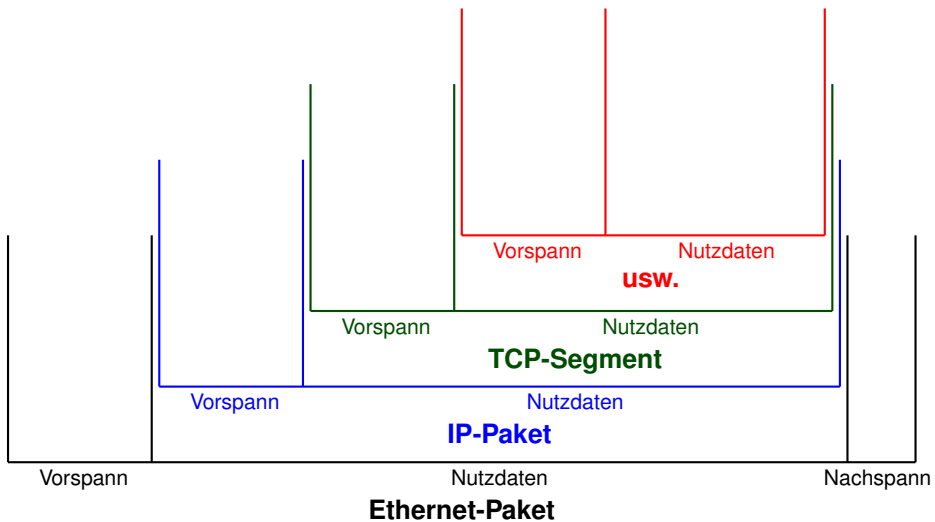 Vorspann Nutzdaten
usw.
Vorspann Nutzdaten
TCP-Segment
Vorspann Nutzdaten
IP-Paket
Vorspann Nutzdaten Nachspann
Ethernet-Paket